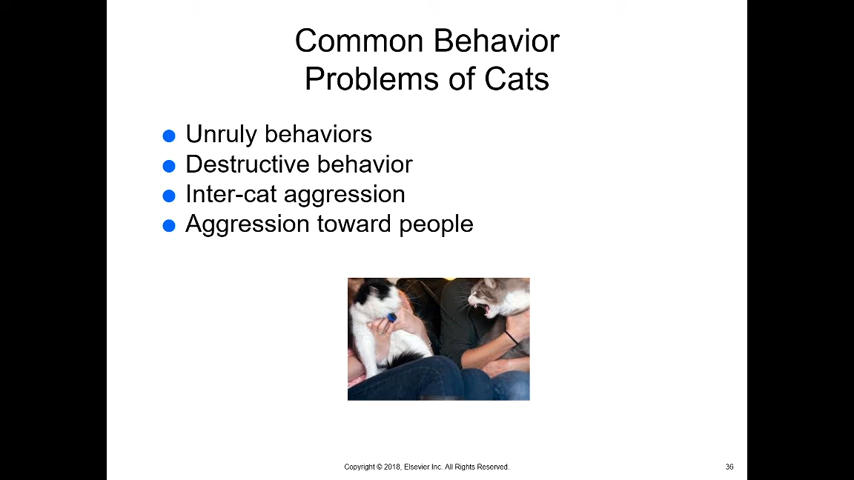 Common Behavior
Problems of Cats
Unruly behaviors
Destructive behavior
Inter-cat aggression
Aggression toward people
Copyright © 2018, Elsevier Inc. All Rights Reserved.
36